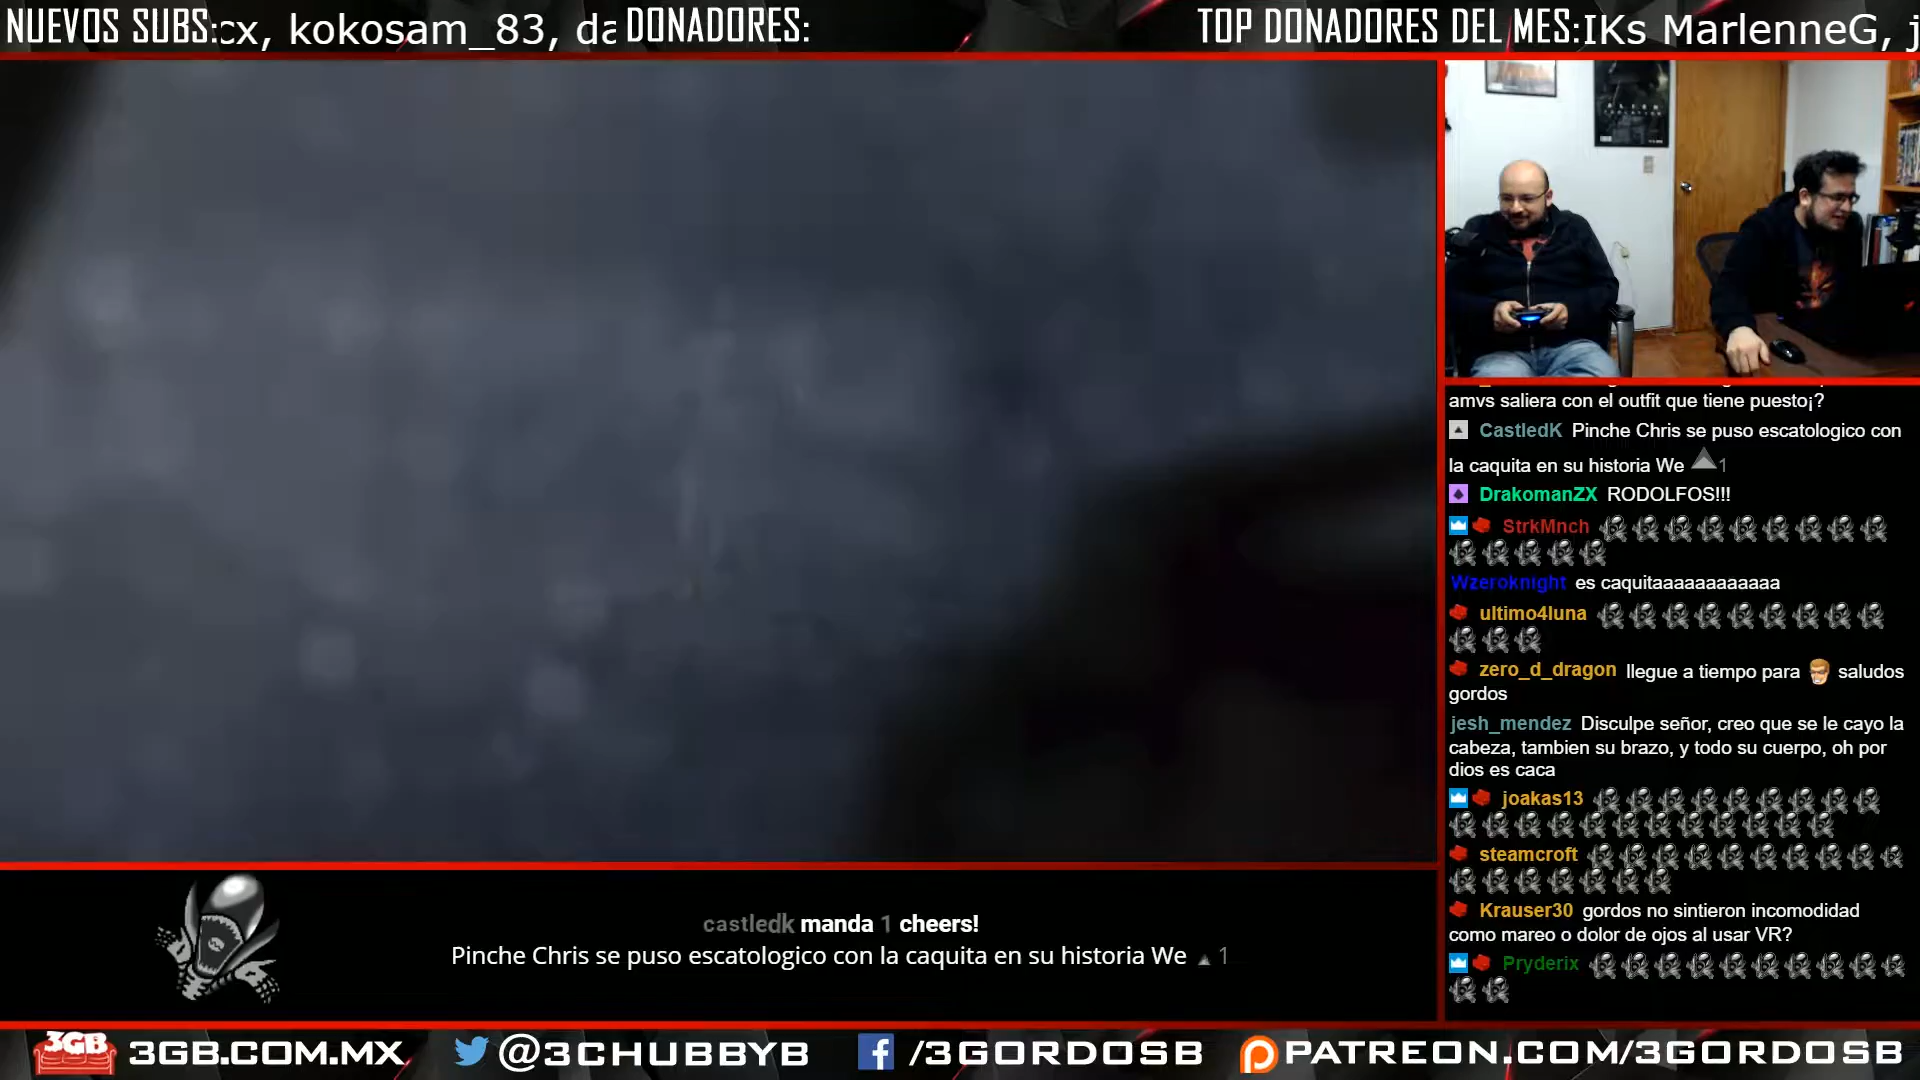 NUEVOS SUBS: cx, kokosam_83, da DONADORES: TOP DONADORES DEL MES: IKs MarlenneG, j
ALIEN
amvs saliera con el outfit que tiene puesto¡?
CastledK Pinche Chris se puso escatologico con
la caquita en su historia We 1
DrakomanZX RODOLFOS!!!
StrkMnch
Wzeroknight es caquitaaaaaaaaaaaa
ultimo4luna
zero_d_dragon llegue a tiempo para saludos
gordos
jesh_mendez Disculpe señor, creo que se le cayo la
cabeza, tambien su brazo, y todo su cuerpo, oh por
dios es caca
joakas13
steamcroft
Krauser30 gordos no sintieron incomodidad
como mareo o dolor de ojos al usar VR?
Pryderix
castledk manda 1 cheers!
Pinche Chris se puso escatologico con la caquita en su historia We 1
3GB 3GB.COM.MX @3CHUBBYB /3GORDOSB PATREON.COM/3GORDOSB